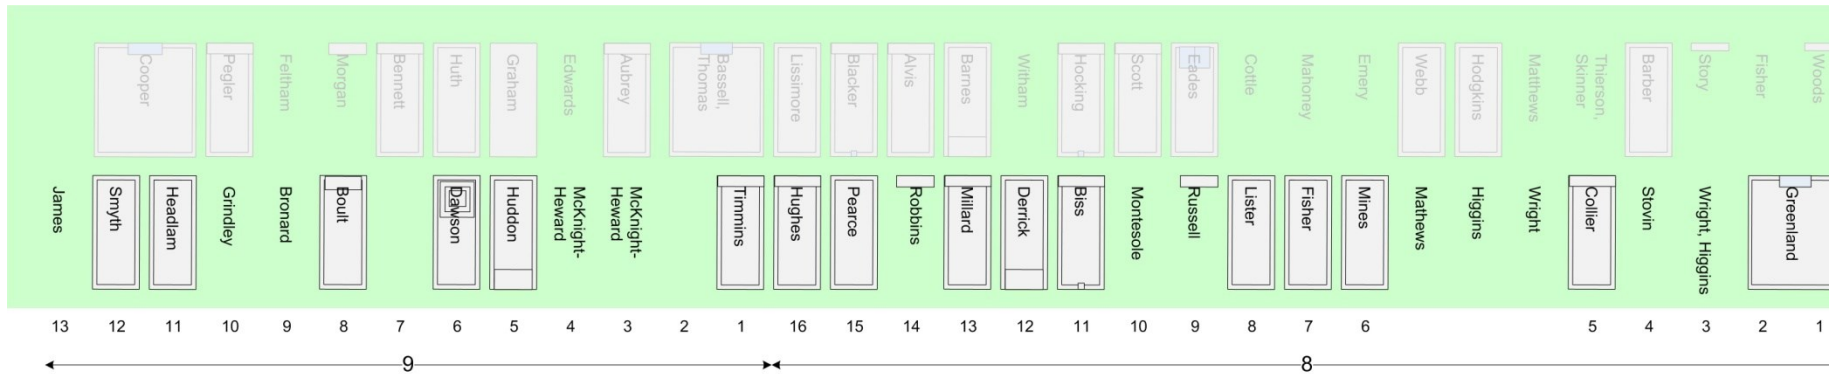 Cooper
Pegler
Feltham
Morgan
Bennett
Huth
Graham
Edwards
Aubrey
Bassell,
Thomas
Lissimore
Blacker
Alvis
Barnes
Witham
Hocking
Scott
Eades
Cottle
Mahoney
Emery
Webb
Hodgkins
Matthews
Thierson,
Skinner
Barber
Story
Fisher
Woods
James
Smyth
Headlam
Grindley
Bronard
Boult
Dawson
Huddon
McKnight-
Heward
McKnight-
Heward
Timmins
Hughes
Pearce
Robbins
Millard
Derrick
Biss
Montesole
Russell
Lister
Fisher
Mines
Mathews
Higgins
Wright
Collier
Stovin
Wright, Higgins
Greenland
13 12 11 10 9 8 7 6 5 4 3 2 1 16 15 14 13 12 11 10 9 8 7 6 5 4 3 2 1
9 8